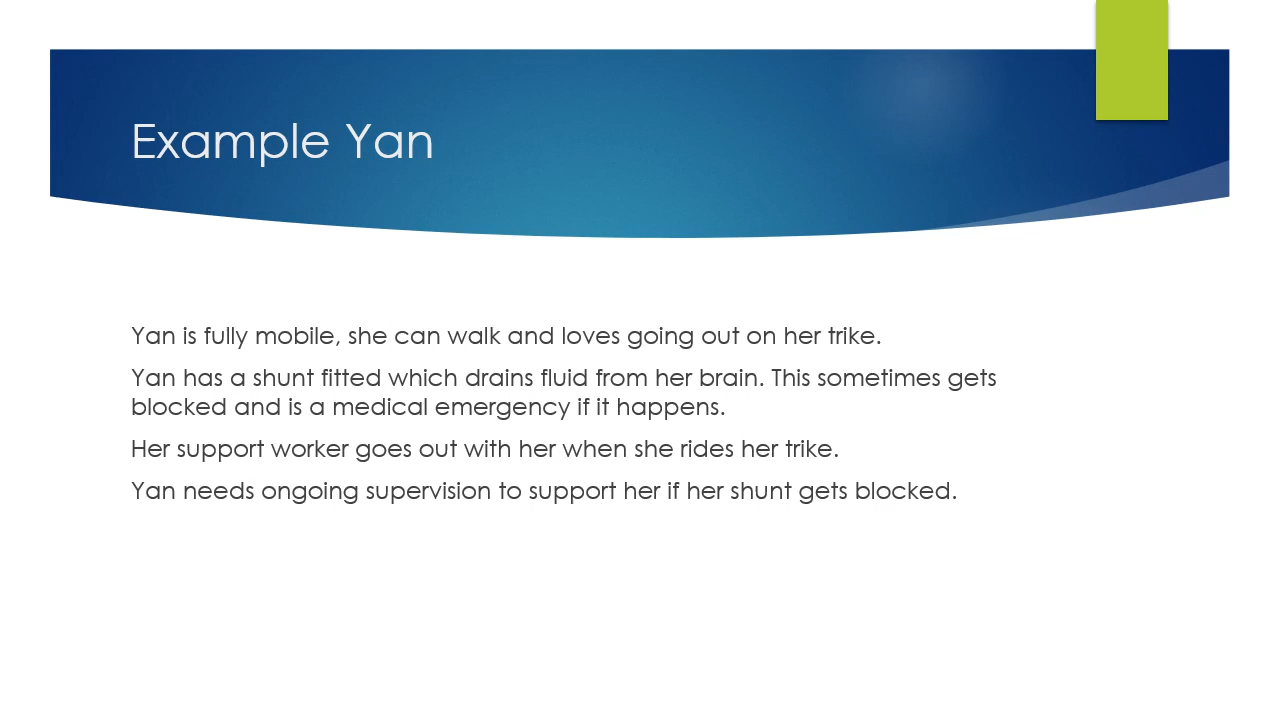 Example Yan
Yan is fully mobile, she can walk and loves going out on her trike.
Yan has a shunt fitted which drains fluid from her brain. This sometimes gets
blocked and is a medical emergency if it happens.
Her support worker goes out with her when she rides her trike.
Yan needs ongoing supervision to support her if her shunt gets blocked.